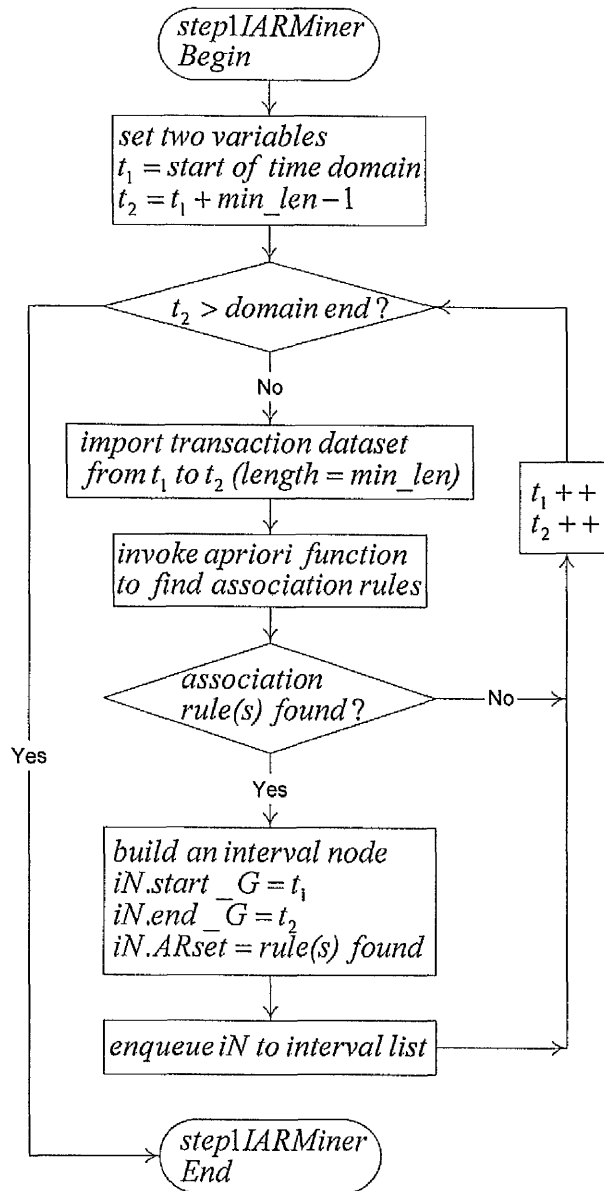 step1IARMiner
Begin
set two variables
t₁ = start of time domain
t₂ = t₁ + min_len−1
t₂ > domain end ?
No
import transaction dataset
from t₁ to t₂ (length = min_len)
t₁ + +
t₂ + +
invoke apriori function
to find association rules
association
rule(s) found ?
No
Yes
Yes
build an interval node
iN.start _ G = t₁
iN.end _ G = t₂
iN.ARset = rule(s) found
enqueue iN to interval list
step1IARMiner
End